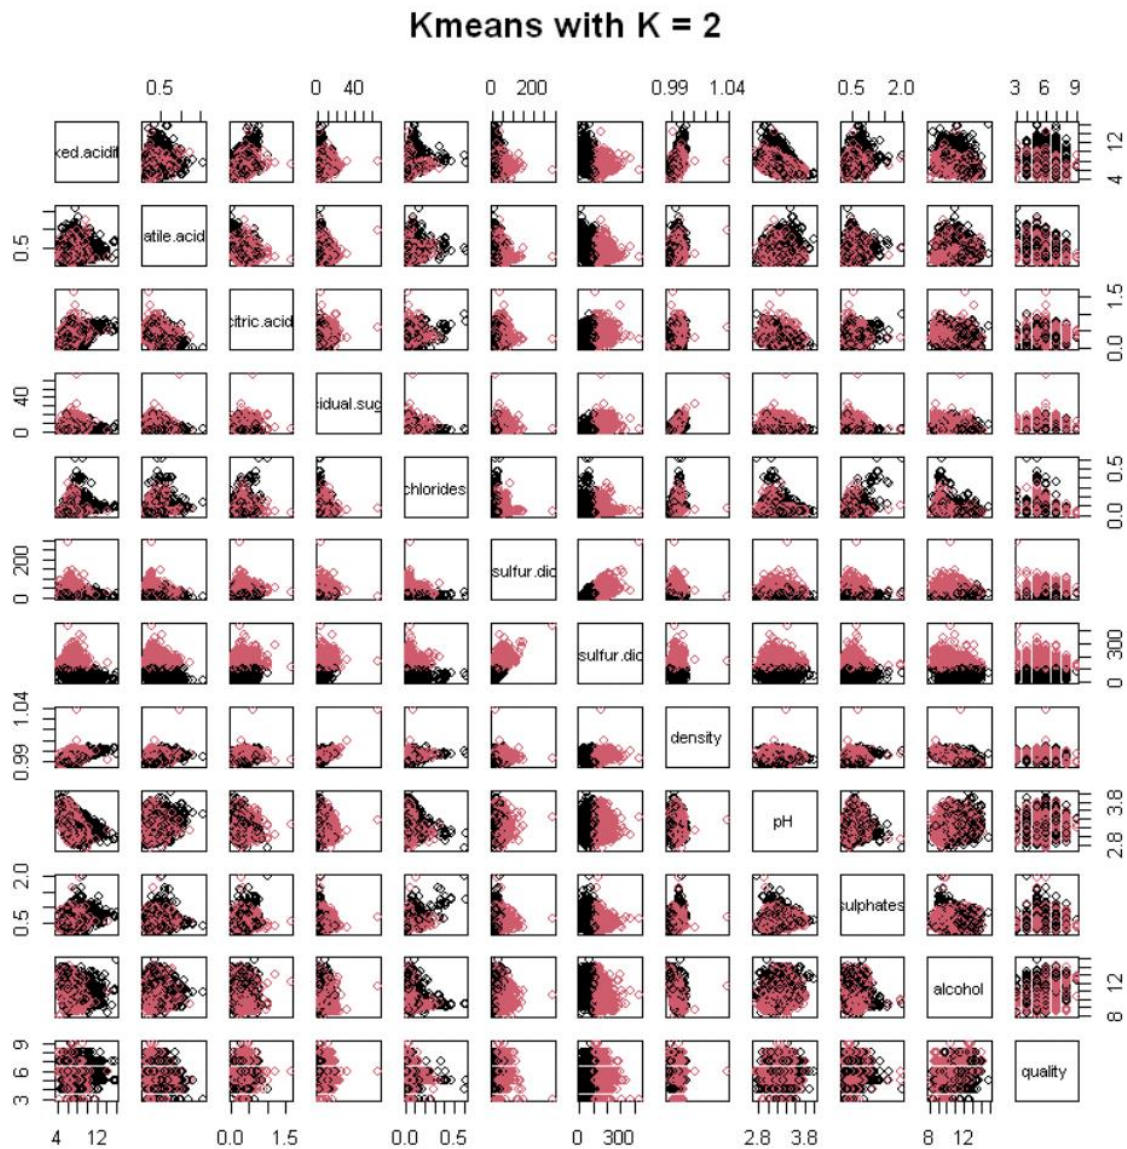 Kmeans with K = 2
0.5
0 40
0 200
0.99 1.04
0.5 2.0
3 6 9
xed.acidit
4 12
0.5
atile.acid
citric.acid
0.0 1.5
0 40
idual.sug
chlorides
0.0 0.5
0 200
sulfur.dio
sulfur.dio
0 300
0.99 1.04
density
pH
2.8 3.8
0.5 2.0
sulphates
alcohol
8 12
3 6 9
quality
4 12
0.0 1.5
0.0 0.5
0 300
2.8 3.8
8 12